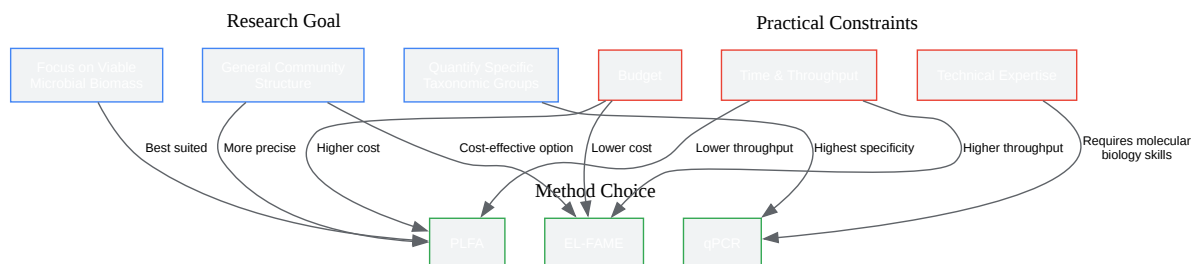 Research Goal
Practical Constraints
Focus on Viable
Microbial Biomass
General Community
Structure
Quantify Specific
Taxonomic Groups
Budget
Time & Throughput
Technical Expertise
Best suited
More precise
Higher cost
Cost-effective option
Lower cost
Lower throughput
Highest specificity
Higher throughput
Requires molecular
biology skills
Method Choice
PLFA
EL-FAME
qPCR